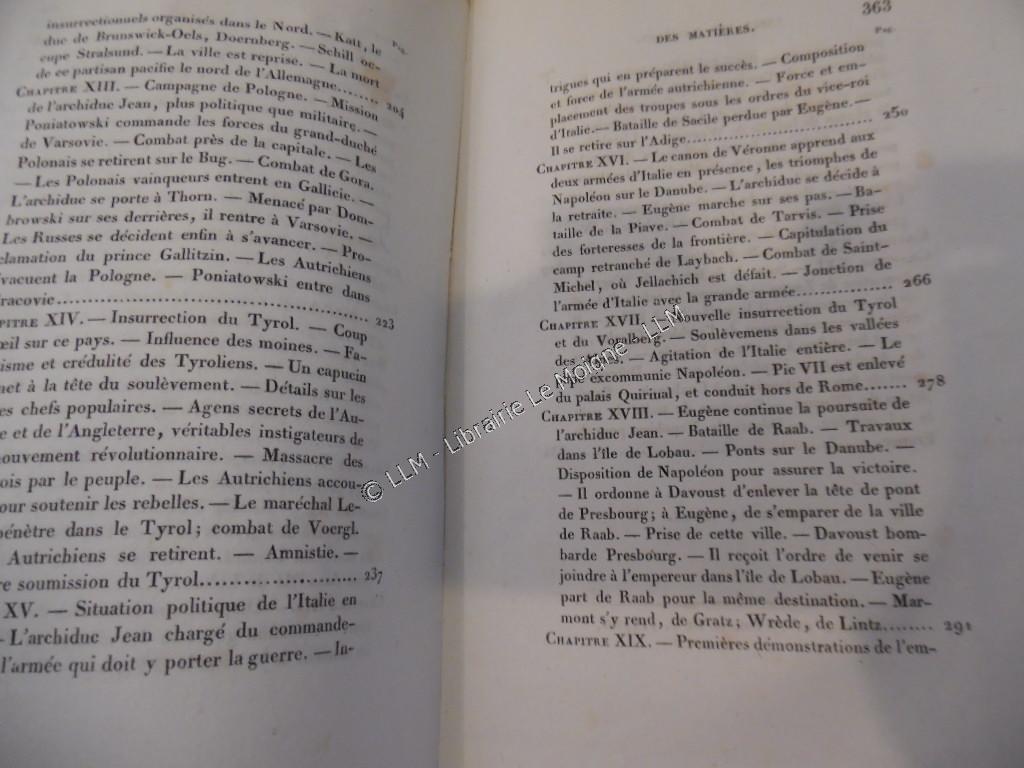 insurrectionnels organisés dans le Nord. — Katt, le
Pag.
duc de Brunswick-Oels, Doernberg. — Schill oc-
cupe Stralsund. — La ville est reprise. — La mort
de ce partisan pacifie le nord de l'Allemagne........ 204
CHAPITRE XIII. — Campagne de Pologne. — Mission
de l'archiduc Jean, plus politique que militaire. —
Poniatowski commande les forces du grand-duché
de Varsovie. — Combat près de la capitale. — Les
Polonais se retirent sur le Bug. — Combat de Gora.
— Les Polonais vainqueurs entrent en Gallicie. —
L'archiduc se porte à Thorn. — Menacé par Dom-
browski sur ses derrières, il rentre à Varsovie. —
Les Russes se décident enfin à s'avancer. — Pro-
clamation du prince Gallitzin. — Les Autrichiens
évacuent la Pologne. — Poniatowski entre dans
racovie........ 223
PITRE XIV. — Insurrection du Tyrol. — Coup
œil sur ce pays. — Influence des moines. — Fa-
isme et crédulité des Tyroliens. — Un capucin
met à la tête du soulèvement. — Détails sur les
es chefs populaires. — Agens secrets de l'Au-
e et de l'Angleterre, véritables instigateurs de
mouvement révolutionnaire. — Massacre des
ois par le peuple. — Les Autrichiens accou-
our soutenir les rebelles. — Le maréchal Le-
pénètre dans le Tyrol; combat de Voergl.
Autrichiens se retirent. — Amnistie. —
re soumission du Tyrol........ 237
XV. — Situation politique de l'Italie en
— L'archiduc Jean chargé du commande-
l'armée qui doit y porter la guerre. — In-
DES MATIÈRES. 363
Pag.
trigues qui en préparent le succès. — Composition
et force de l'armée autrichienne. — Force et em-
placement des troupes sous les ordres du vice-roi
d'Italie. — Bataille de Sacile perdue par Eugène. —
Il se retire sur l'Adige........ 250
CHAPITRE XVI. — Le canon de Véronne apprend aux
deux armées d'Italie en présence, les triomphes de
Napoléon sur le Danube. — L'archiduc se décide à
la retraite. — Eugène marche sur ses pas. — Ba-
taille de la Piave. — Combat de Tarvis. — Prise
des forteresses de la frontière. — Capitulation du
camp retranché de Laybach. — Combat de Saint-
Michel, où Jellachich est défait. — Jonction de
l'armée d'Italie avec la grande armée........ 266
CHAPITRE XVII. — Nouvelle insurrection du Tyrol
et du Voralberg. — Soulèvemens dans les vallées
des . — Agitation de l'Italie entière. — Le
pape excommunie Napoléon. — Pie VII est enlevé
du palais Quirinal, et conduit hors de Rome....... 278
CHAPITRE XVIII. — Eugène continue la poursuite de
l'archiduc Jean. — Bataille de Raab. — Travaux
dans l'île de Lobau. — Ponts sur le Danube. —
Disposition de Napoléon pour assurer la victoire.
— Il ordonne à Davoust d'enlever la tête de pont
de Presbourg; à Eugène, de s'emparer de la ville
de Raab. — Prise de cette ville. — Davoust bom-
barde Presbourg. — Il reçoit l'ordre de venir se
joindre à l'empereur dans l'île de Lobau. — Eugène
part de Raab pour la même destination. — Mar-
mont s'y rend, de Gratz; Wrède, de Lintz........ 291
CHAPITRE XIX. — Premières démonstrations de l'em-
© LLM - Librairie Le Moigne - LLM